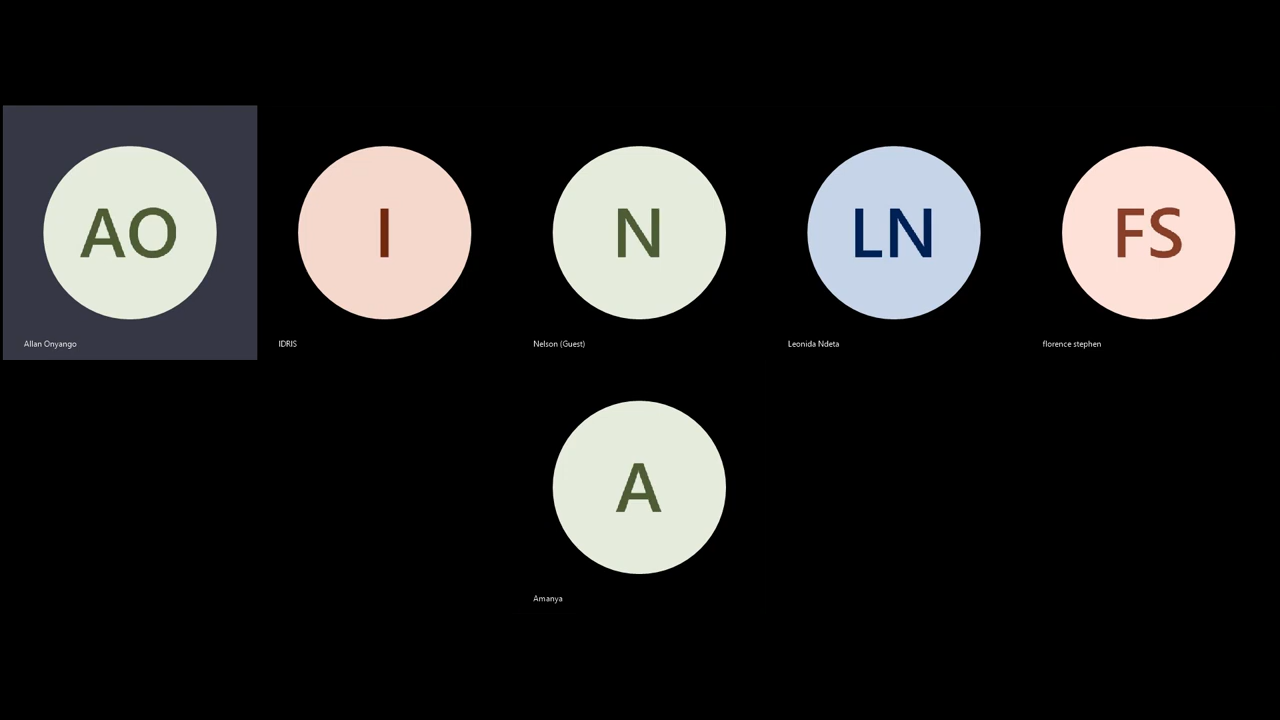 AO
I
N
LN
FS
Allan Onyango
IDRIS
Nelson (Guest)
Leonida Ndeta
florence stephen
A
Amanya